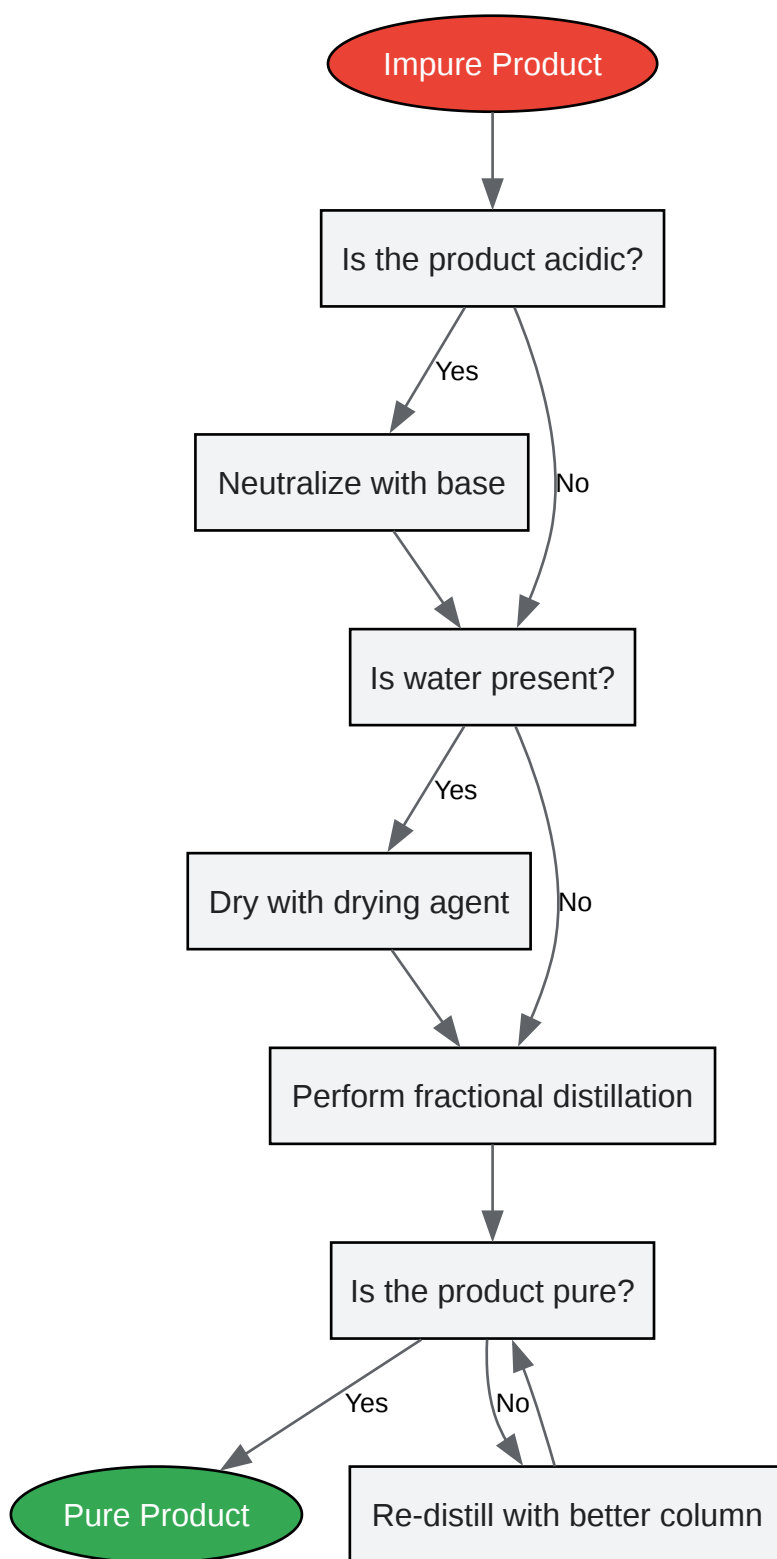 Impure Product
Is the product acidic?
Yes
Neutralize with base
No
Is water present?
Yes
Dry with drying agent
No
Perform fractional distillation
Is the product pure?
Yes
No
Pure Product
Re-distill with better column